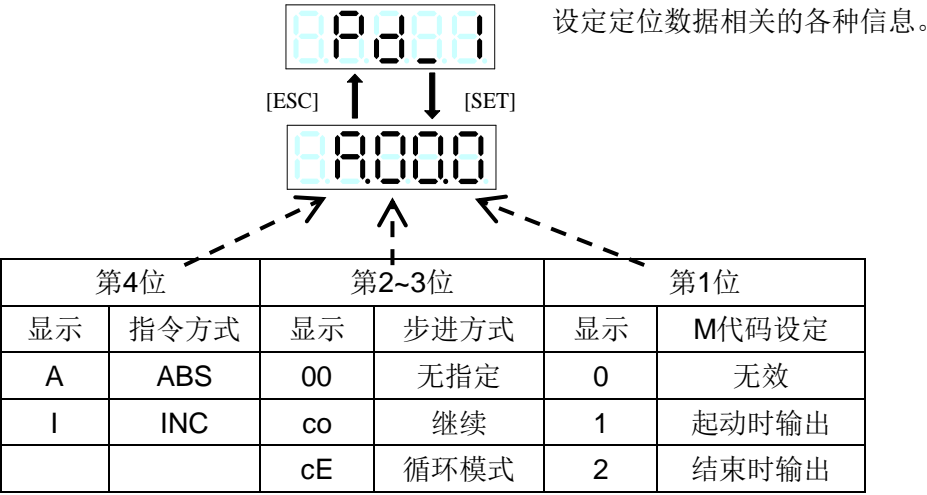 设定定位数据相关的各种信息。
Pd_1
[ESC] [SET]
A.00.0
第4位 第2~3位 第1位
显示 指令方式 显示 步进方式 显示 M代码设定
A ABS 00 无指定 0 无效
I INC co 继续 1 起动时输出
cE 循环模式 2 结束时输出